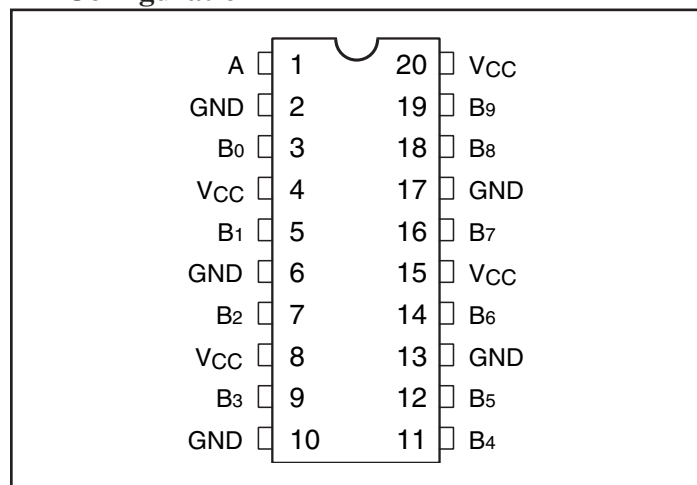 A 1 20 VCC
GND 2 19 B9
B0 3 18 B8
VCC 4 17 GND
B1 5 16 B7
GND 6 15 VCC
B2 7 14 B6
VCC 8 13 GND
B3 9 12 B5
GND 10 11 B4